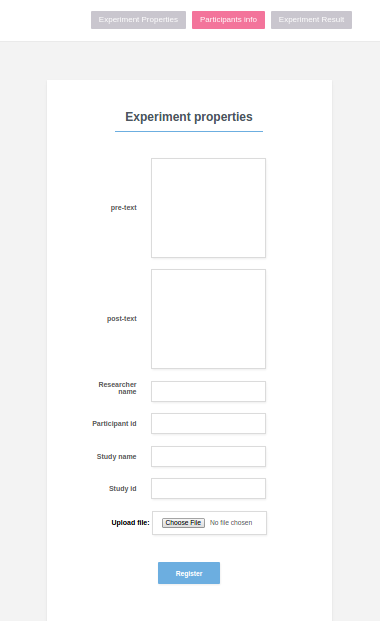 Experiment Properties Participants info Experiment Result
Experiment properties
pre-text
post-text
Researcher
name
Participant id
Study name
Study id
Upload file: Choose File No file chosen
Register